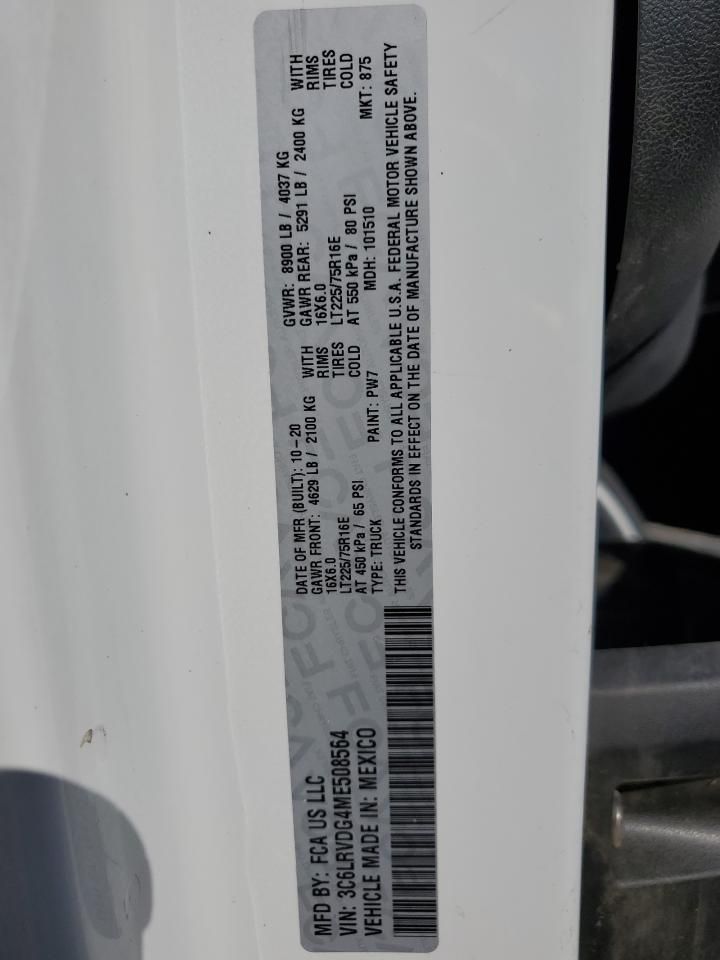 MFD BY: FCA US LLC
VIN: 3C6LRVDG4ME508564
VEHICLE MADE IN: MEXICO
DATE OF MFR (BUILT): 10-20
GAWR FRONT: 4629 LB / 2100 KG WITH
16X6.0 RIMS
LT225/75R16E TIRES
AT 450 kPa / 65 PSI COLD
TYPE: TRUCK PAINT: PW7
GVWR: 8900 LB / 4037 KG
GAWR REAR: 5291 LB / 2400 KG WITH
16X6.0 RIMS
LT225/75R16E TIRES
AT 550 kPa / 80 PSI COLD
MDH: 101510 MKT: 875
THIS VEHICLE CONFORMS TO ALL APPLICABLE U.S.A. FEDERAL MOTOR VEHICLE SAFETY
STANDARDS IN EFFECT ON THE DATE OF MANUFACTURE SHOWN ABOVE.